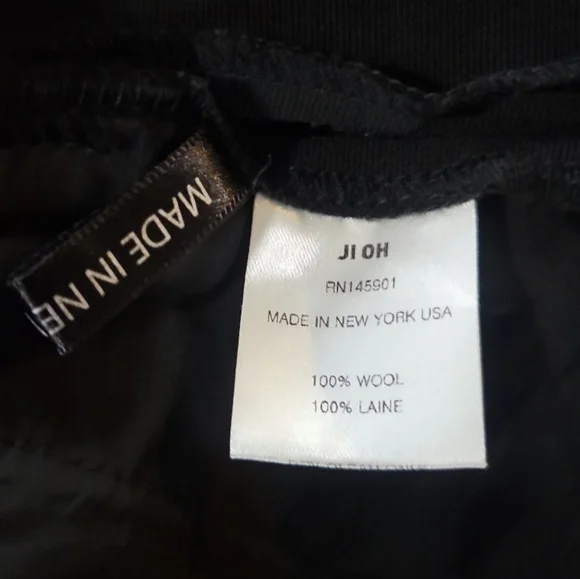 MADE IN NE
JI OH
RN145901
MADE IN NEW YORK USA
100% WOOL
100% LAINE